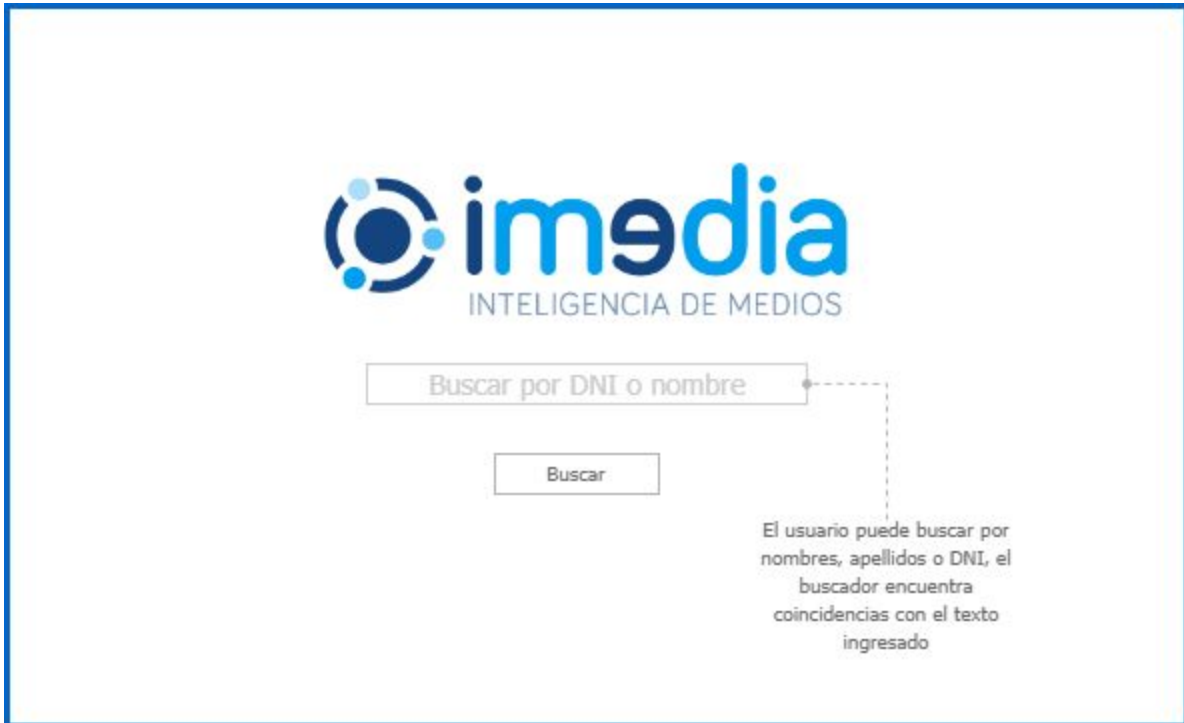 imedia
INTELIGENCIA DE MEDIOS
Buscar por DNI o nombre
Buscar
El usuario puede buscar por
nombres, apellidos o DNI, el
buscador encuentra
coincidencias con el texto
ingresado